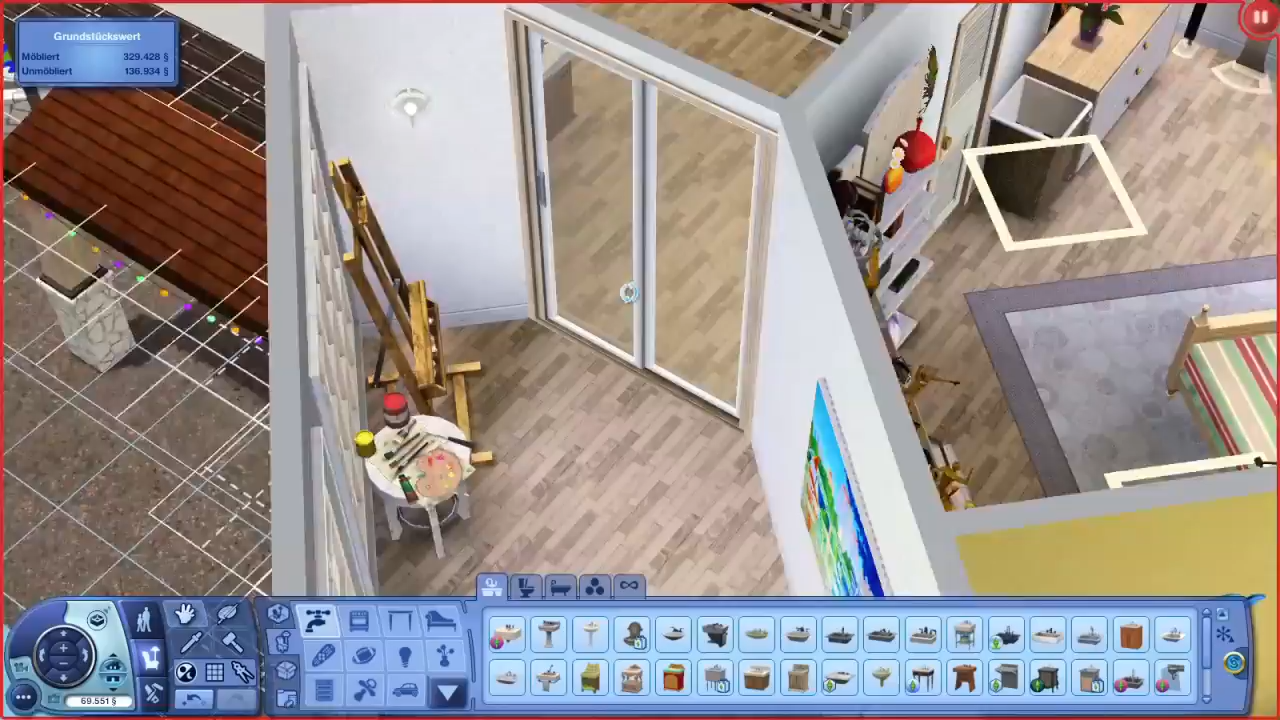 Grundstückswert
Möbliert 329.428 §
Unmöbliert 136.934 §
69.551 §